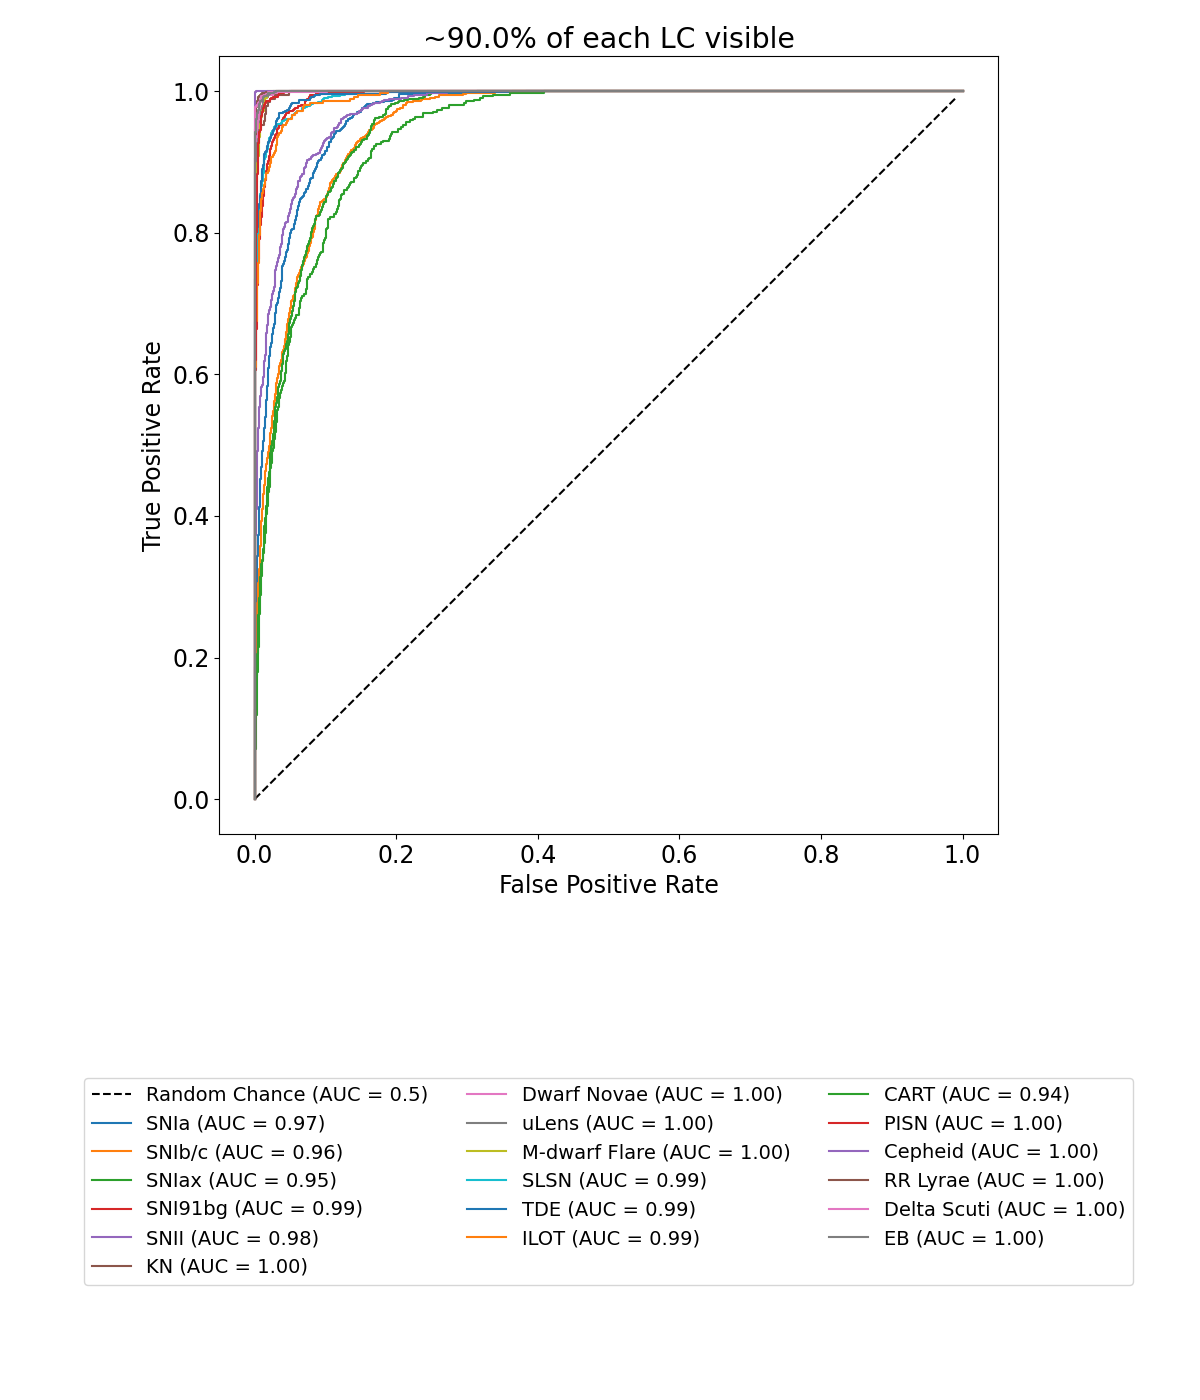 ~90.0% of each LC visible
1.0
0.8
0.6
0.4
0.2
0.0
True Positive Rate
0.0 0.2 0.4 0.6 0.8 1.0
False Positive Rate
Random Chance (AUC = 0.5)
SNIa (AUC = 0.97)
SNIb/c (AUC = 0.96)
SNIax (AUC = 0.95)
SNI91bg (AUC = 0.99)
SNII (AUC = 0.98)
KN (AUC = 1.00)
Dwarf Novae (AUC = 1.00)
uLens (AUC = 1.00)
M-dwarf Flare (AUC = 1.00)
SLSN (AUC = 0.99)
TDE (AUC = 0.99)
ILOT (AUC = 0.99)
CART (AUC = 0.94)
PISN (AUC = 1.00)
Cepheid (AUC = 1.00)
RR Lyrae (AUC = 1.00)
Delta Scuti (AUC = 1.00)
EB (AUC = 1.00)